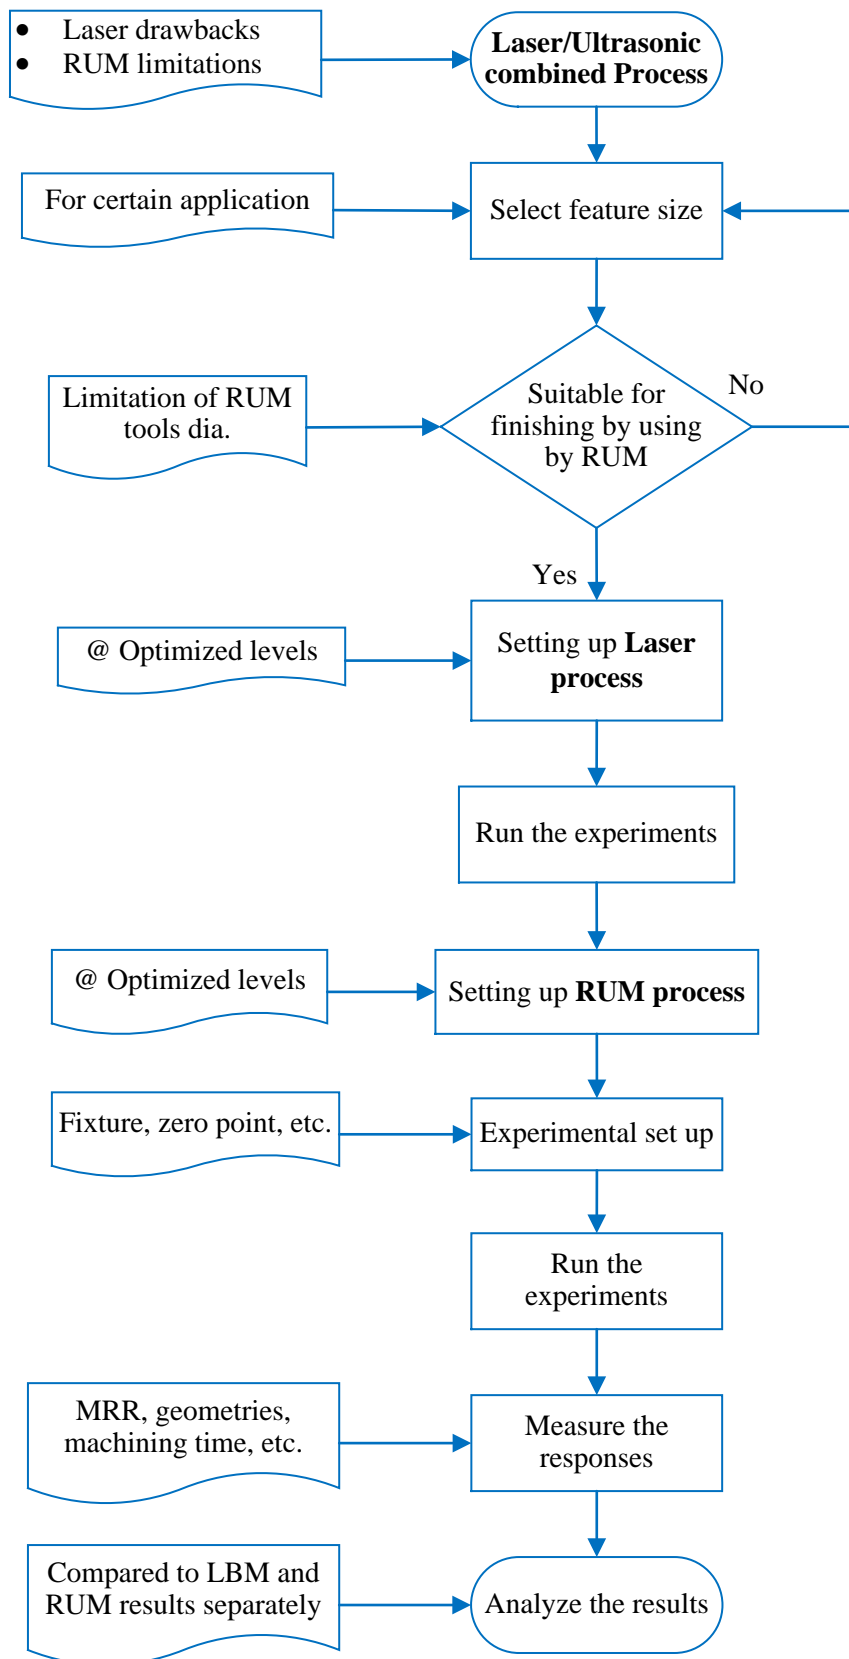 • Laser drawbacks
• RUM limitations
Laser/Ultrasonic
combined Process
For certain application
Select feature size
Limitation of RUM
tools dia.
Suitable for
finishing by using
by RUM
No
Yes
@ Optimized levels
Setting up Laser
process
Run the experiments
@ Optimized levels
Setting up RUM process
Fixture, zero point, etc.
Experimental set up
Run the
experiments
MRR, geometries,
machining time, etc.
Measure the
responses
Compared to LBM and
RUM results separately
Analyze the results